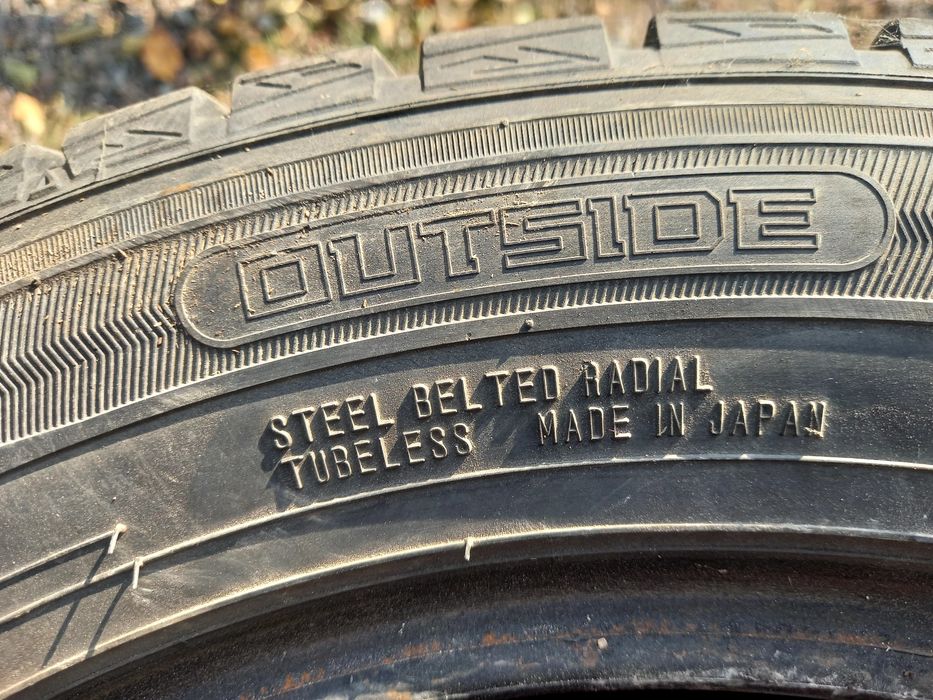 OUTSIDE
STEEL BELTED RADIAL
TUBELESS MADE IN JAPAN